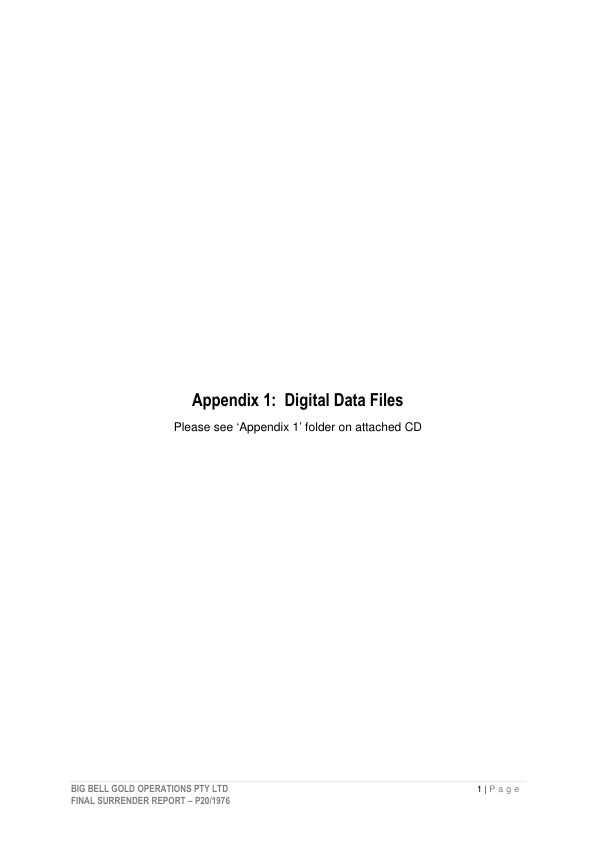 Appendix 1:  Digital Data Files
Please see ‘Appendix 1’ folder on attached CD
BIG BELL GOLD OPERATIONS PTY LTD
1 | P a g e
FINAL SURRENDER REPORT – P20/1976